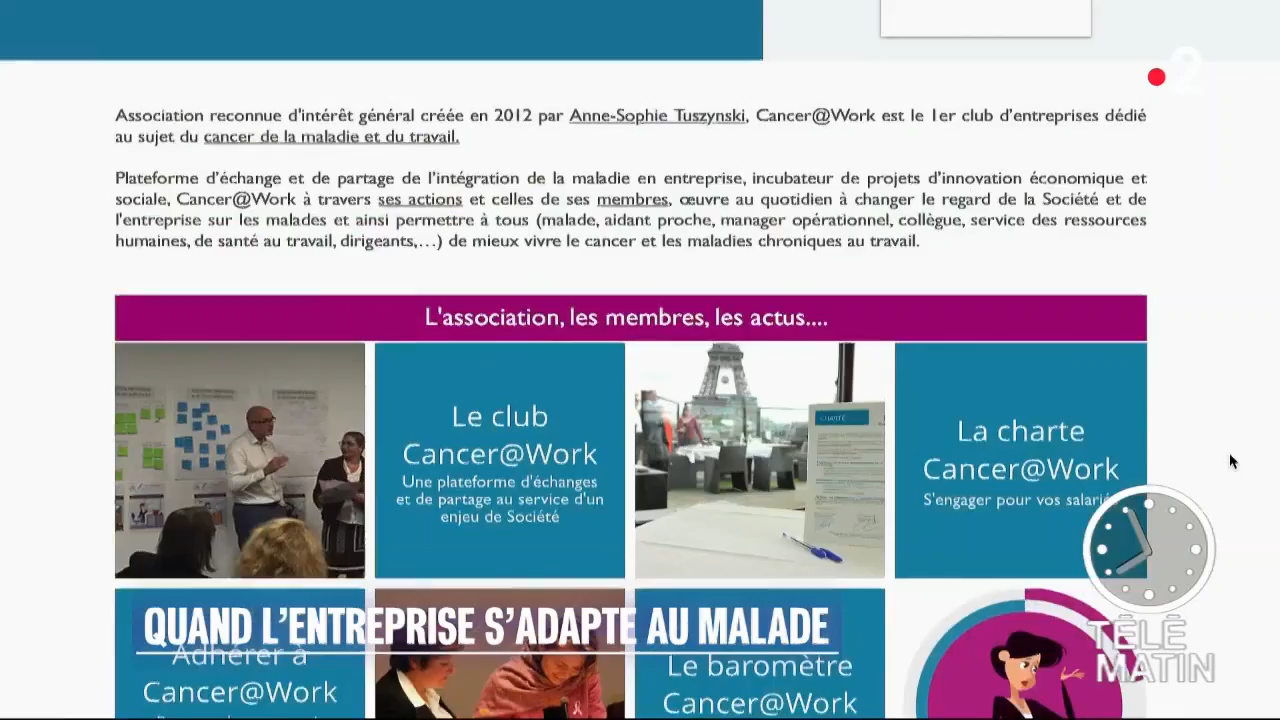 2
Association reconnue d'intérêt général créée en 2012 par Anne-Sophie Tuszynski, Cancer@Work est le 1er club d'entreprises dédié
au sujet du cancer de la maladie et du travail.
Plateforme d'échange et de partage de l'intégration de la maladie en entreprise, incubateur de projets d'innovation économique et
sociale, Cancer@Work à travers ses actions et celles de ses membres, œuvre au quotidien à changer le regard de la Société et de
l'entreprise sur les malades et ainsi permettre à tous (malade, aidant proche, manager opérationnel, collègue, service des ressources
humaines, de santé au travail, dirigeants,…) de mieux vivre le cancer et les maladies chroniques au travail.
L'association, les membres, les actus....
Le club
Cancer@Work
Une plateforme d'échanges
et de partage au service d'un
enjeu de Société
La charte
Cancer@Work
S'engager pour vos
QUAND L'ENTREPRISE S'ADAPTE AU MALADE
Adhérer à
Cancer@Work
Le baromètre
Cancer@Work
TÉLÉ
MATIN